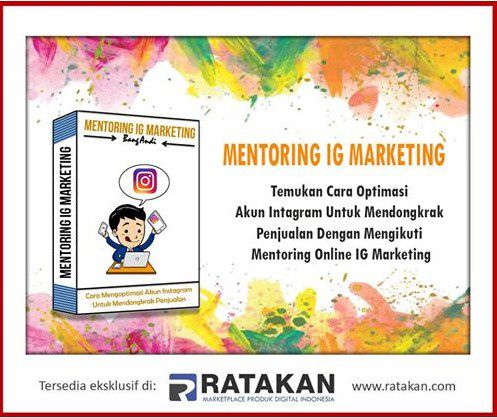 MENTORING IG MARKETING
BangAndi
MENTORING IG MARKETING
Cara Mengoptimasi Akun Instagram
Untuk Mendongkrak Penjualan
MENTORING IG MARKETING
Temukan Cara Optimasi
Akun Intagram Untuk Mendongkrak
Penjualan Dengan Mengikuti
Mentoring Online IG Marketing
Tersedia eksklusif di:
RATAKAN
MARKETPLACE PRODUK DIGITAL INDONESIA
www.ratakan.com